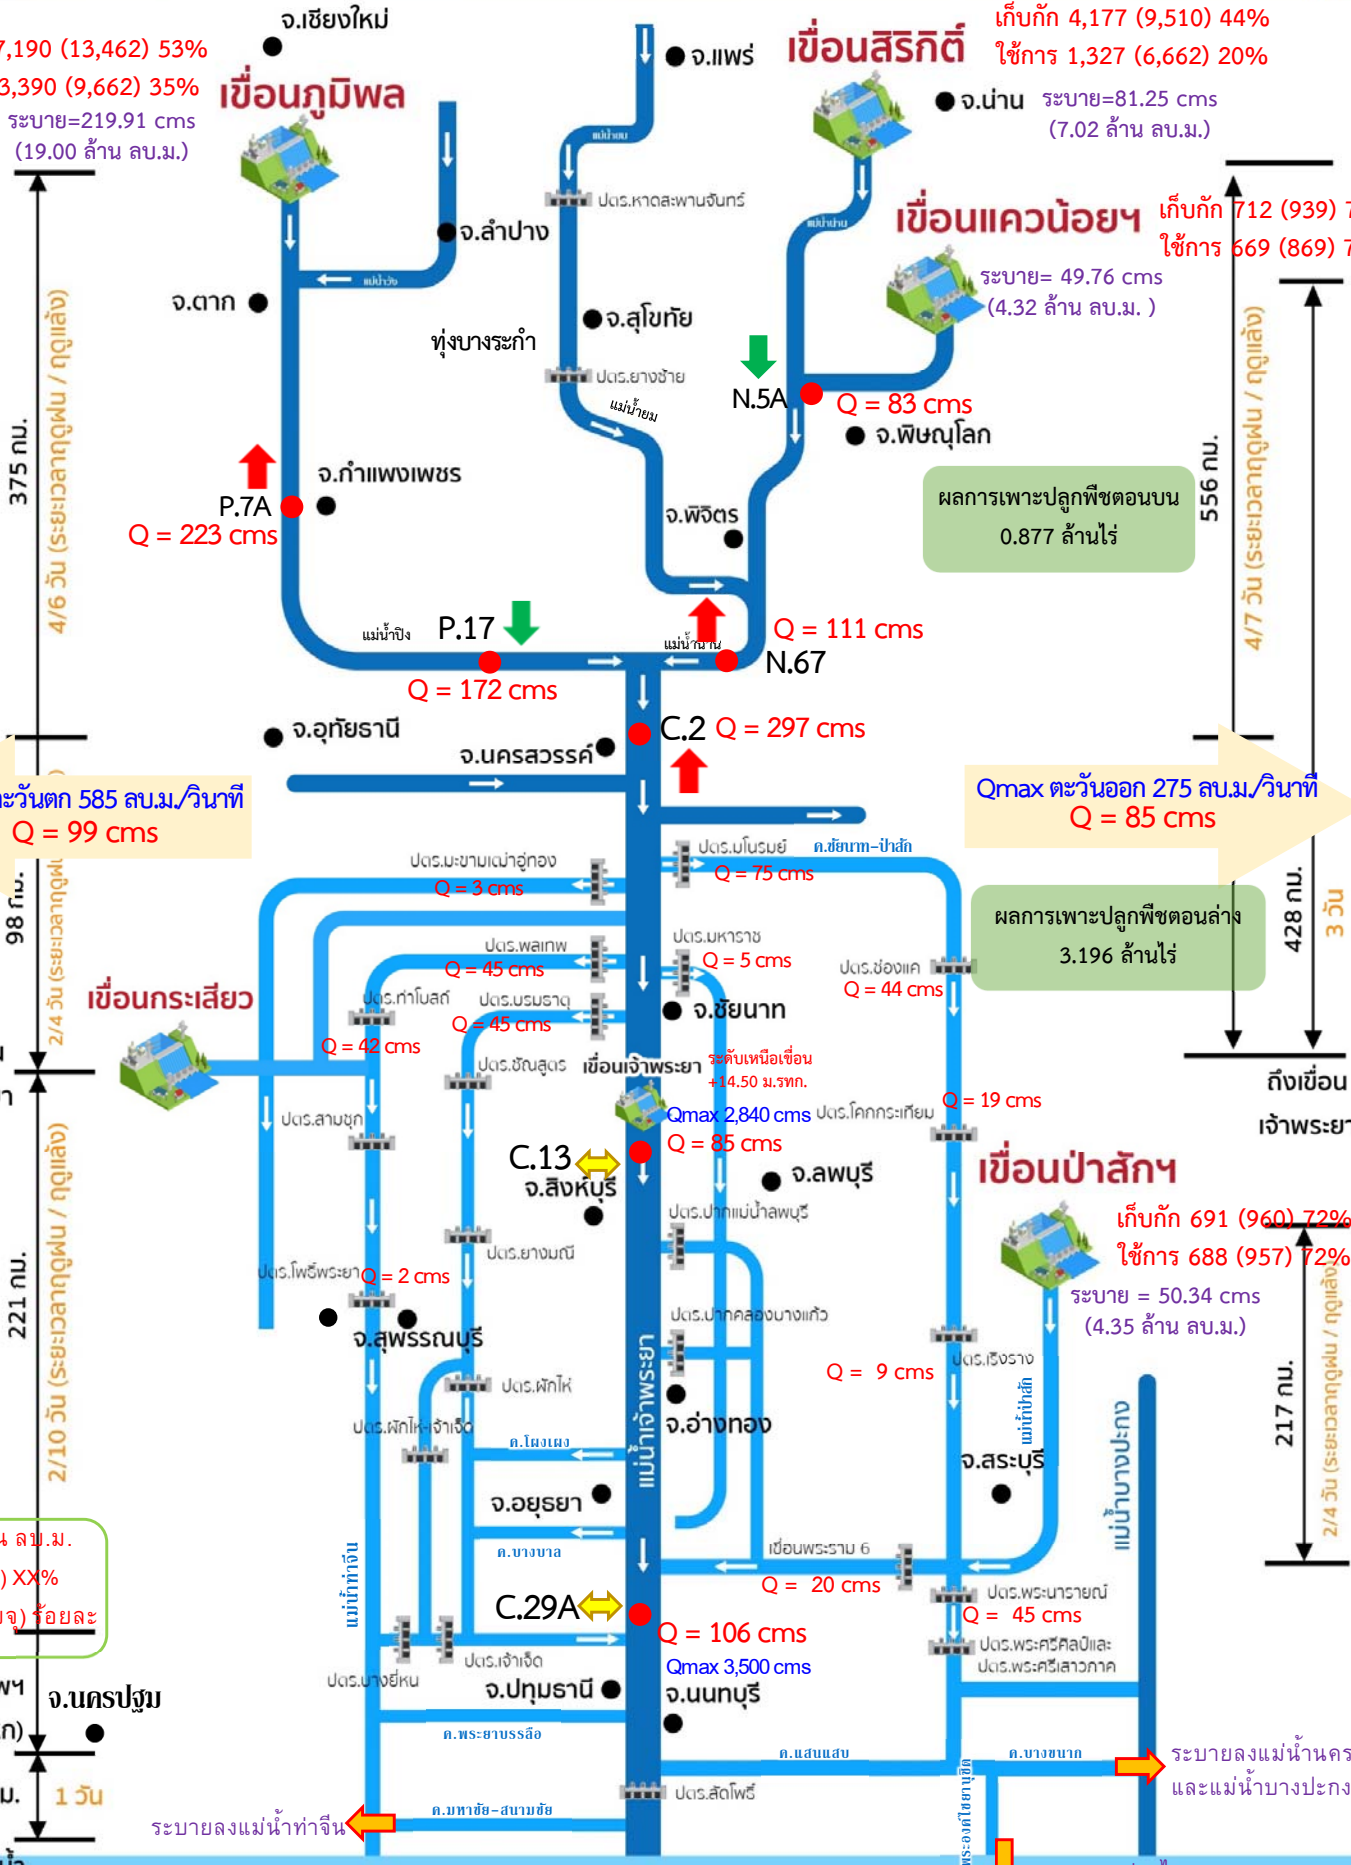 จ.เชียงใหม่
7,190 (13,462) 53%
3,390 (9,662) 35%
ระบาย=219.91 cms
(19.00 ล้าน ลบ.ม.)
เขื่อนภูมิพล
จ.แพร่
เขื่อนสิริกิติ์
เก็บกัก 4,177 (9,510) 44%
ใช้การ 1,327 (6,662) 20%
จ.น่าน
ระบาย=81.25 cms
(7.02 ล้าน ลบ.ม.)
แม่น้ำยม
ปตร.หาดสะพานจันทร์
แม่น้ำน่าน
เขื่อนแควน้อยฯ
เก็บกัก 712 (939) 7
ใช้การ 669 (869) 7
ระบาย= 49.76 cms
(4.32 ล้าน ลบ.ม. )
จ.ลำปาง
แม่น้ำวัง
จ.ตาก
จ.สุโขทัย
ทุ่งบางระกำ
ปตร.ยางซ้าย
แม่น้ำยม
N.5A
Q = 83 cms
จ.พิษณุโลก
375 กม.
4/6 วัน (ระยะเวลาฤดูฝน / ฤดูแล้ง)
จ.กำแพงเพชร
P.7A
Q = 223 cms
จ.พิจิตร
ผลการเพาะปลูกพืชตอนบน
0.877 ล้านไร่
556 กม.
4/7 วัน (ระยะเวลาฤดูฝน / ฤดูแล้ง)
แม่น้ำปิง
P.17
Q = 172 cms
แม่น้ำน่าน
Q = 111 cms
N.67
จ.อุทัยธานี
จ.นครสวรรค์
C.2
Q = 297 cms
ะวันตก 585 ลบ.ม./วินาที
Q = 99 cms
Qmax ตะวันออก 275 ลบ.ม./วินาที
Q = 85 cms
98 กม.
2/4 วัน (ระยะเวลาฤดูฝ
ปตร.มะขามเฒ่าอู่ทอง
Q = 3 cms
ปตร.มโนรมย์
ค.ชัยนาท-ป่าสัก
Q = 75 cms
ผลการเพาะปลูกพืชตอนล่าง
3.196 ล้านไร่
428 กม.
3 วัน
ปตร.พลเทพ
Q = 45 cms
ปตร.มหาราช
Q = 5 cms
ปตร.ช่องแค
Q = 44 cms
เขื่อนกระเสียว
ปตร.ท่าโบสถ์
Q = 42 cms
ปตร.บรมธาตุ
Q = 45 cms
จ.ชัยนาท
ปตร.ชัณสูตร
เขื่อนเจ้าพระยา
ระดับเหนือเขื่อน
+14.50 ม.รทก.
ถึงเขื่อน
เจ้าพระยา
ปตร.สามชุก
Qmax 2,840 cms
Q = 85 cms
ปตร.โคกกระเทียม
Q = 19 cms
C.13
จ.สิงห์บุรี
จ.ลพบุรี
เขื่อนป่าสักฯ
เก็บกัก 691 (960) 72%
ใช้การ 688 (957) 72%
ระบาย = 50.34 cms
(4.35 ล้าน ลบ.ม.)
221 กม.
2/10 วัน (ระยะเวลาฤดูฝน / ฤดูแล้ง)
ปตร.ปากแม่น้ำลพบุรี
ปตร.ยางมณี
ปตร.โพธิ์พระยา
Q = 2 cms
จ.สุพรรณบุรี
ปตร.ปากคลองบางแก้ว
ปตร.เริงราง
Q = 9 cms
217 กม.
2/4 วัน (ระยะเวลาฤดูฝน / ฤดูแล้ง)
ปตร.ผักไห่
ปตร.ผักไห่-เจ้าเจ็ด
แม่น้ำเจ้าพระยา
จ.อ่างทอง
แม่น้ำป่าสัก
แม่น้ำบางปะกง
ค.โผงเผง
จ.สระบุรี
จ.อยุธยา
น ลบ.ม.
) XX%
จุ) ร้อยละ
แม่น้ำท่าจีน
ค.บางบาล
เขื่อนพระราม 6
Q = 20 cms
ปตร.พระนารายณ์
Q = 45 cms
C.29A
Q = 106 cms
Qmax 3,500 cms
ปตร.พระศรีศิลป์และ
ปตร.พระศรีเสาวภาค
ปตร.เจ้าเจ็ด
ปตร.บางยี่หน
จ.ปทุมธานี
จ.นนทบุรี
จ.นครปฐม
ค.พระยาบรรลือ
ค.แสนแสบ
ค.บางขนาก
ระบายลงแม่น้ำนคร
และแม่น้ำบางปะกง
ม.
1 วัน
ปตร.ลัดโพธิ์
ค.มหาชัย-สนามชัย
ระบายลงแม่น้ำท่าจีน
พระองค์ไชยานุชิต